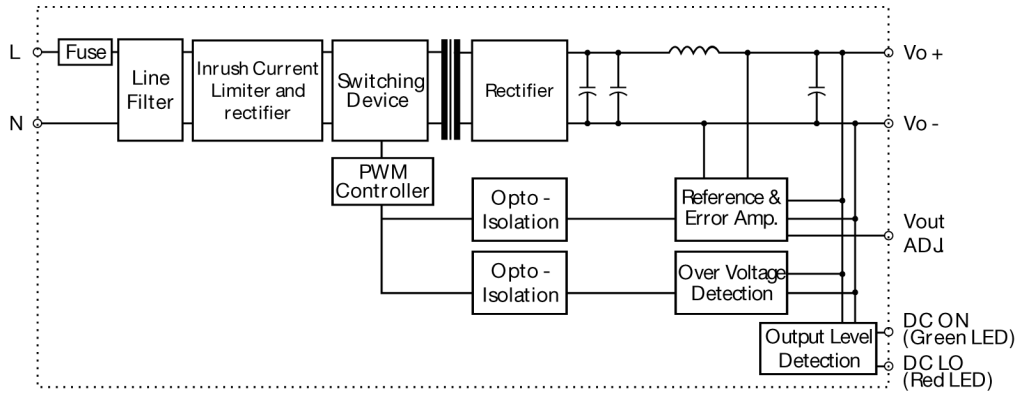 L
Fuse
Line
Filter
Inrush Current
Limiter and
rectifier
Switching
Device
Rectifier
Vo +
N
Vo -
PWM
Controller
Opto -
Isolation
Reference &
Error Amp.
Vout
ADJ.
Opto -
Isolation
Over Voltage
Detection
Output Level
Detection
DC ON
(Green LED)
DC LO
(Red LED)